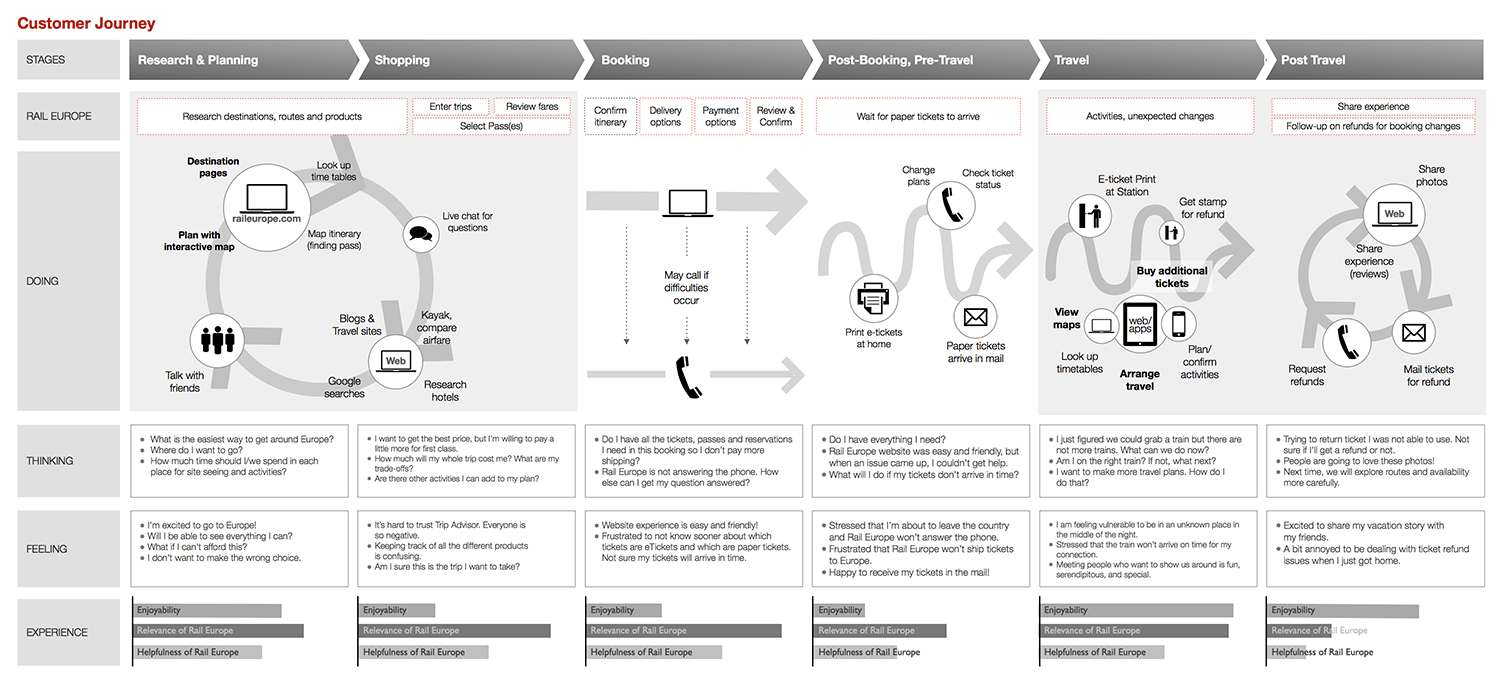 Customer Journey
STAGES
Research & Planning
Shopping
Booking
Post-Booking, Pre-Travel
Travel
Post Travel
RAIL EUROPE
Research destinations, routes and products
Enter trips
Review fares
Select Pass(es)
Confirm
itinerary
Delivery
options
Payment
options
Review &
Confirm
Wait for paper tickets to arrive
Activities, unexpected changes
Share experience
Follow-up on refunds for booking changes
DOING
Destination
pages
Look up
time tables
raileurope.com
Plan with
interactive map
Map itinerary
(finding pass)
Live chat for
questions
Blogs &
Travel sites
Kayak,
compare
airfare
Web
Talk with
friends
Google
searches
Research
hotels
May call if
difficulties
occur
Change
plans
Check ticket
status
Print e-tickets
at home
Paper tickets
arrive in mail
E-ticket Print
at Station
Get stamp
for refund
Buy additional
tickets
View
maps
web/
apps
Look up
timetables
Plan/
confirm
activities
Arrange
travel
Share
photos
Web
Share
experience
(reviews)
Request
refunds
Mail tickets
for refund
THINKING
• What is the easiest way to get around Europe?
• Where do I want to go?
• How much time should I/we spend in each
place for site seeing and activities?
• I want to get the best price, but I'm willing to pay a
little more for first class.
• How much will my whole trip cost me? What are my
trade-offs?
• Are there other activities I can add to my plan?
• Do I have all the tickets, passes and reservations
I need in this booking so I don't pay more
shipping?
• Rail Europe is not answering the phone. How
else can I get my question answered?
• Do I have everything I need?
• Rail Europe website was easy and friendly, but
when an issue came up, I couldn't get help.
• What will I do if my tickets don't arrive in time?
• I just figured we could grab a train but there are
not more trains. What can we do now?
• Am I on the right train? If not, what next?
• I want to make more travel plans. How do I
do that?
• Trying to return ticket I was not able to use. Not
sure if I'll get a refund or not.
• People are going to love these photos!
• Next time, we will explore routes and availability
more carefully.
FEELING
• I'm excited to go to Europe!
• Will I be able to see everything I can?
• What if I can't afford this?
• I don't want to make the wrong choice.
• It's hard to trust Trip Advisor. Everyone is
so negative.
• Keeping track of all the different products
is confusing.
• Am I sure this is the trip I want to take?
• Website experience is easy and friendly!
• Frustrated to not know sooner about which
tickets are eTickets and which are paper tickets.
Not sure my tickets will arrive in time.
• Stressed that I'm about to leave the country
and Rail Europe won't answer the phone.
• Frustrated that Rail Europe won't ship tickets
to Europe.
• Happy to receive my tickets in the mail!
• I am feeling vulnerable to be in an unknown place in
the middle of the night.
• Stressed that the train won't arrive on time for my
connection.
• Meeting people who want to show us around is fun,
serendipitous, and special.
• Excited to share my vacation story with
my friends.
• A bit annoyed to be dealing with ticket refund
issues when I just got home.
EXPERIENCE
Enjoyability
Relevance of Rail Europe
Helpfulness of Rail Europe
Enjoyability
Relevance of Rail Europe
Helpfulness of Rail Europe
Enjoyability
Relevance of Rail Europe
Helpfulness of Rail Europe
Enjoyability
Relevance of Rail Europe
Helpfulness of Rail Europe
Enjoyability
Relevance of Rail Europe
Helpfulness of Rail Europe
Enjoyability
Relevance of Rail Europe
Helpfulness of Rail Europe